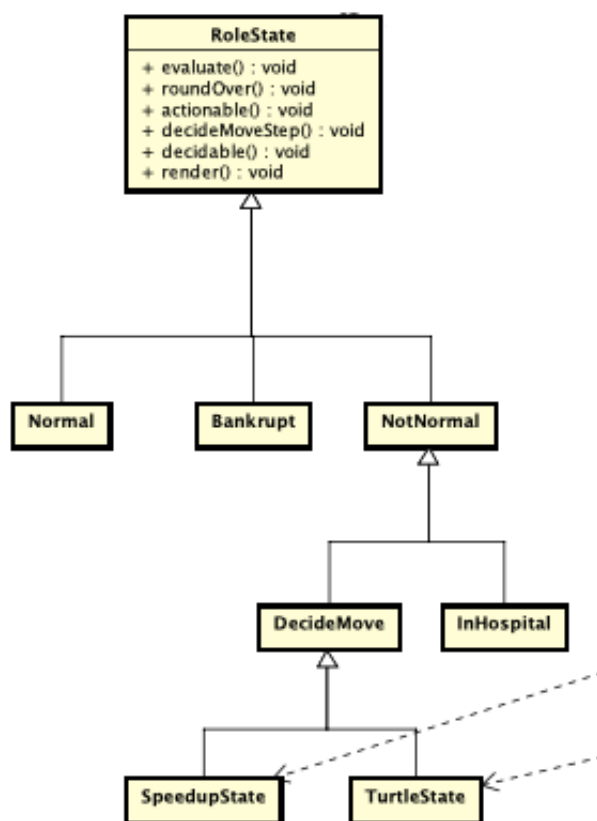 RoleState
+ evaluate() : void
+ roundOver() : void
+ actionable() : void
+ decideMoveStep() : void
+ decidable() : void
+ render() : void
Normal
Bankrupt
NotNormal
DecideMove
InHospital
SpeedupState
TurtleState